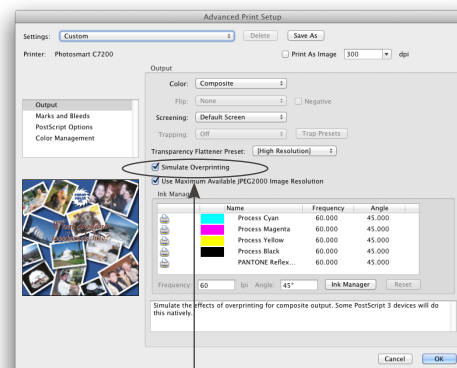 Advanced Print Setup
Settings: Custom Delete Save As
Printer: Photosmart C7200 Print As Image 300 dpi
Output
Color: Composite
Flip: None Negative
Screening: Default Screen
Trapping: Off Trap Presets
Transparency Flattener Preset: [High Resolution]
Simulate Overprinting
Use Maximum Available JPEG2000 Image Resolution
Ink Manager
Output
Marks and Bleeds
PostScript Options
Color Management
Name Frequency Angle
Process Cyan 60.000 45.000
Process Magenta 60.000 45.000
Process Yellow 60.000 45.000
Process Black 60.000 45.000
PANTONE Reflex... 60.000 45.000
Frequency: 60 lpi Angle: 45° Ink Manager Reset
Simulate the effects of overprinting for composite output. Some PostScript 3 devices will do
this natively.
Cancel OK